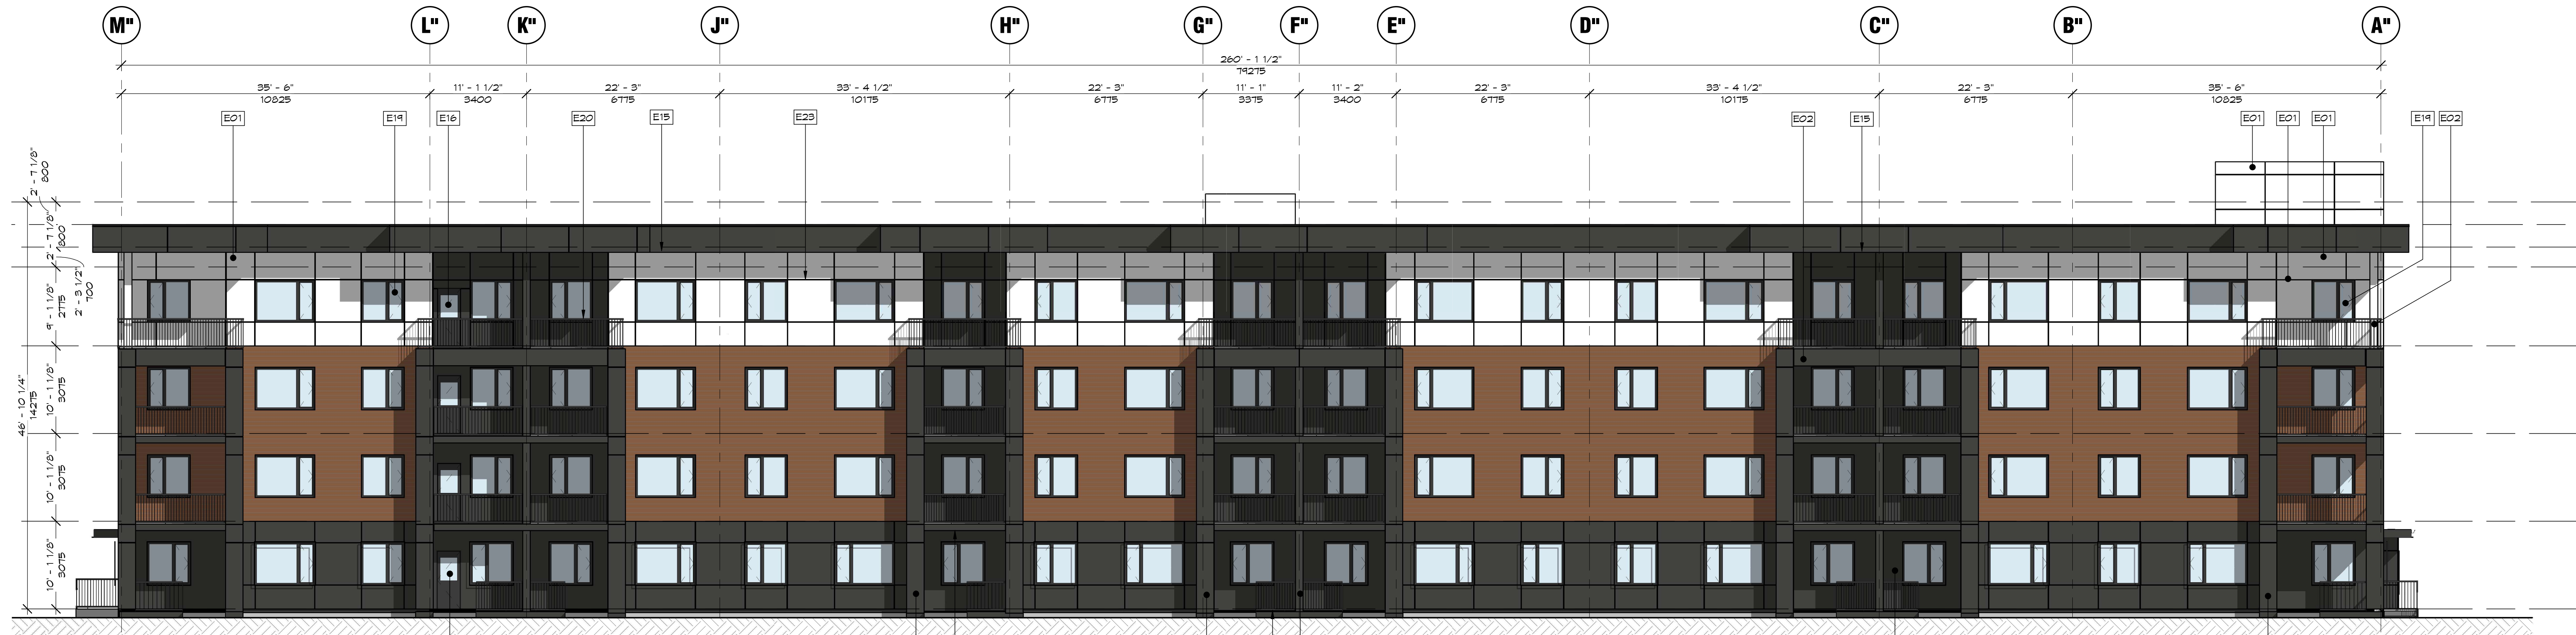 M" L" K" J" H" G" F" E" D" C" B" A"
260' - 1 1/2"
79275
35' - 6" 11' - 1 1/2" 22' - 3" 33' - 4 1/2" 22' - 3" 11' - 1" 11' - 2" 22' - 3" 33' - 4 1/2" 22' - 3" 35' - 6"
10825 3400 6775 10175 6775 3375 3400 6775 10175 6775 10825
E01 E19 E16 E20 E15 E23 E02 E15 E01 E01 E01 E19 E02
2' - 7 1/8"
800
2' - 7 1/8"
800
2' - 3 1/2"
700
9' - 1 1/8"
2775
10' - 1 1/8"
3075
10' - 1 1/8"
3075
10' - 1 1/8"
3075
46' - 10 1/4"
14275